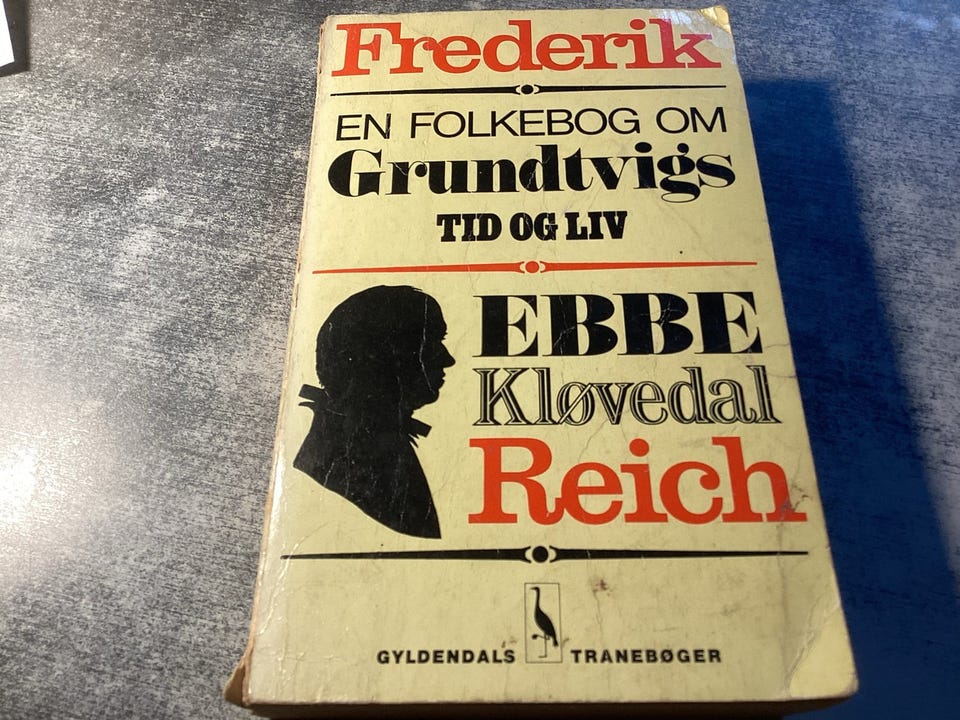 Frederik
EN FOLKEBOG OM
Grundtvigs
TID OG LIV
EBBE
Kløvedal
Reich
GYLDENDALS TRANEBØGER